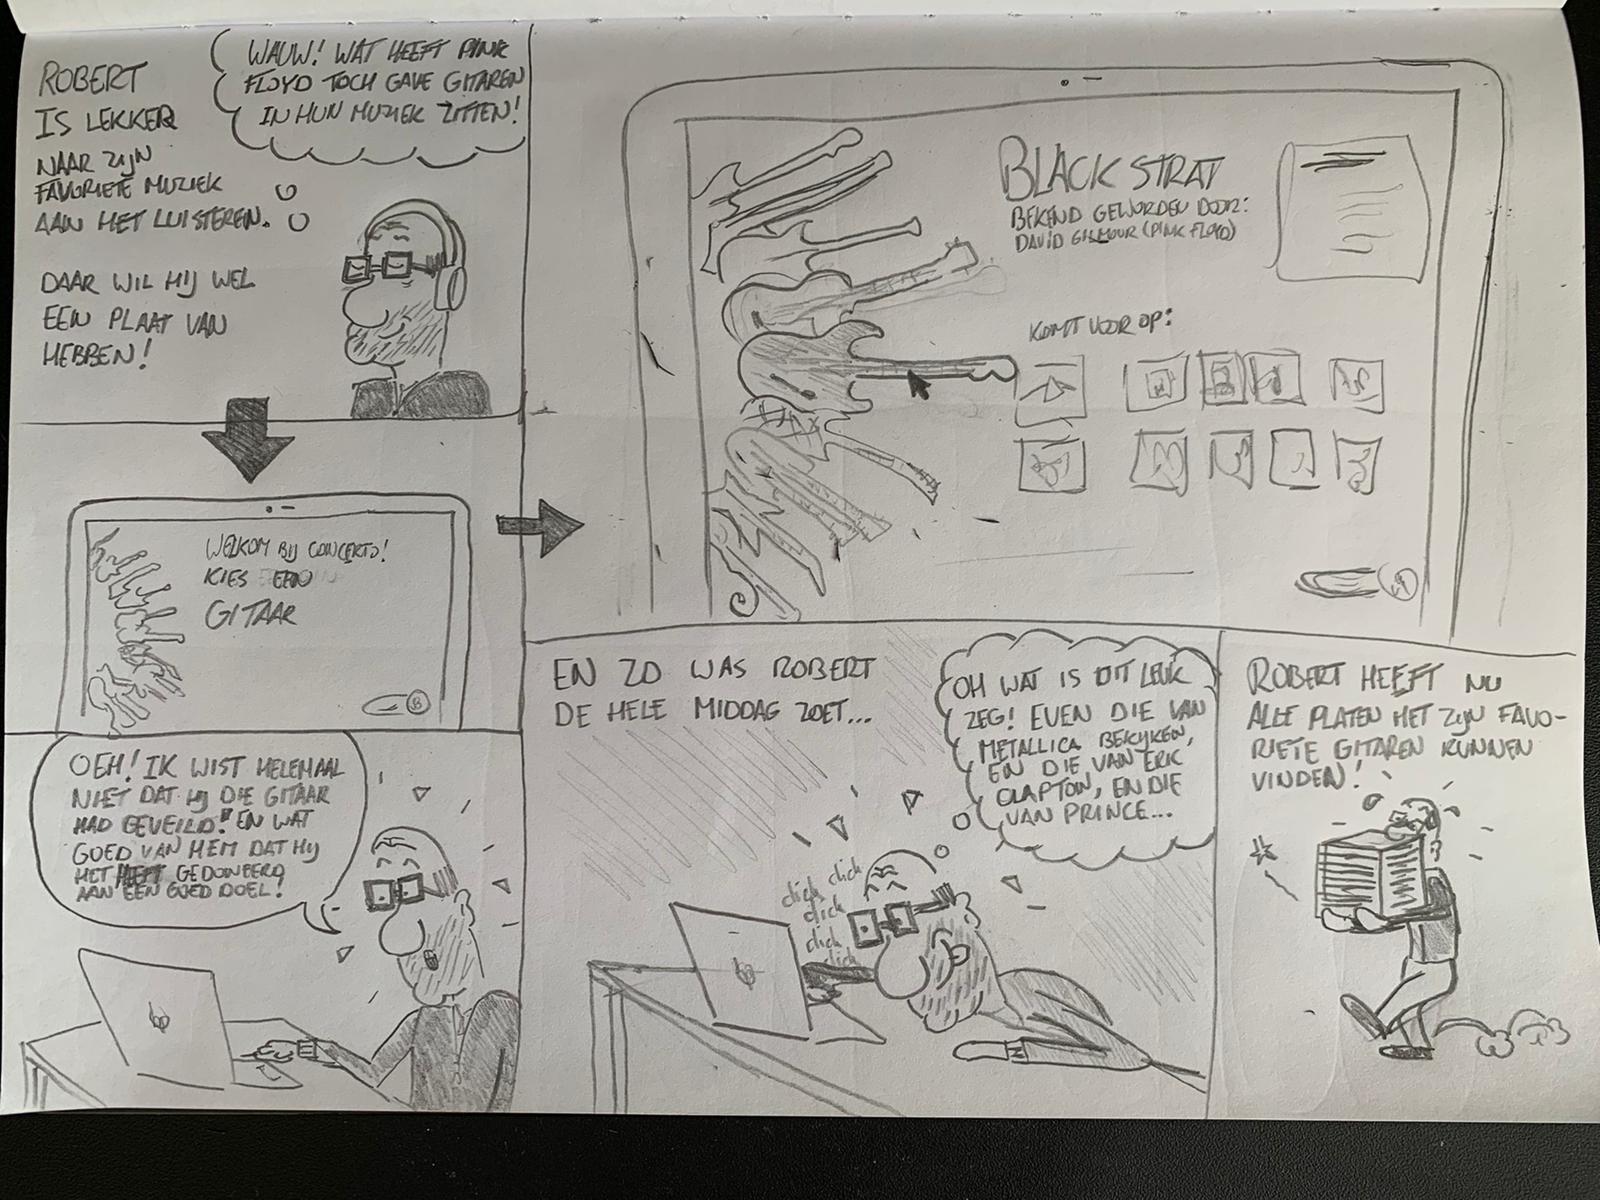 ROBERT
IS LEKKER
NAAR ZIJN
FAVORIETE MUZIEK
AAN HET LUISTEREN.
DAAR WIL HIJ WEL
EEN PLAAT VAN
HEBBEN!
WAUW! WAT HEEFT PINK
FLOYD TOCH GAVE GITAREN
IN HUN MUZIEK ZITTEN!
WELKOM BIJ CONCERTO!
KIES EEN
GITAAR
BLACK STRAT
BEKEND GEWORDEN DOOR:
DAVID GILMOUR (PINK FLOYD)
KOMT VOOR OP:
OEH! IK WIST HELEMAAL
NIET DAT HIJ DIE GITAAR
HAD GEVEILD! EN WAT
GOED VAN HEM DAT HIJ
HET HEEFT GEDONEERD
AAN EEN GOED DOEL!
EN ZO WAS ROBERT
DE HELE MIDDAG ZOET...
OH WAT IS DIT LEUK
ZEG! EVEN DIE VAN
METALLICA BEKIJKEN,
EN DIE VAN ERIC
CLAPTON, EN DIE
VAN PRINCE...
click click
click
click
click
hp
hp
ROBERT HEEFT NU
ALLE PLATEN MET ZIJN FAVO-
RIETE GITAREN KUNNEN
VINDEN!